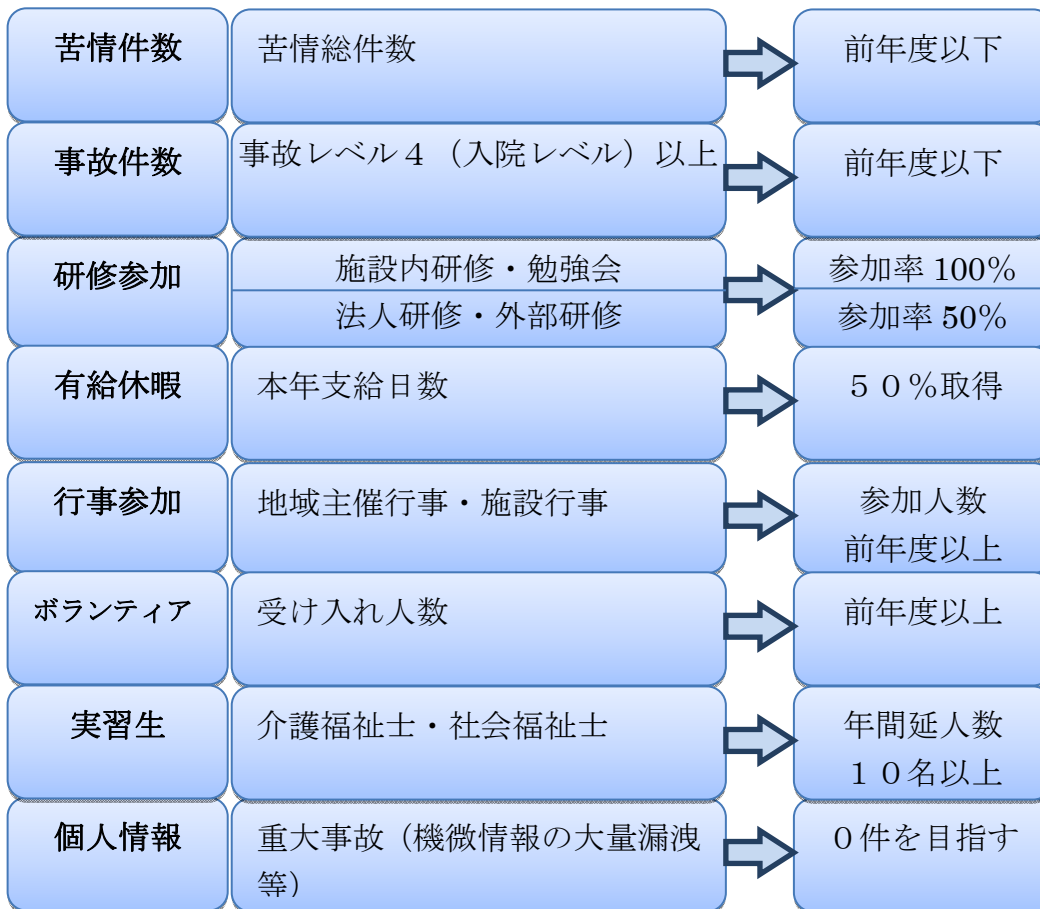 苦情件数 苦情総件数 前年度以下
事故件数 事故レベル４（入院レベル）以上 前年度以下
研修参加 施設内研修・勉強会 参加率 100%
法人研修・外部研修 参加率 50%
有給休暇 本年支給日数 ５０%取得
行事参加 地域主催行事・施設行事 参加人数
前年度以上
ボランティア 受け入れ人数 前年度以上
実習生 介護福祉士・社会福祉士 年間延人数
１０名以上
個人情報 重大事故（機微情報の大量漏洩 ０件を目指す
等）